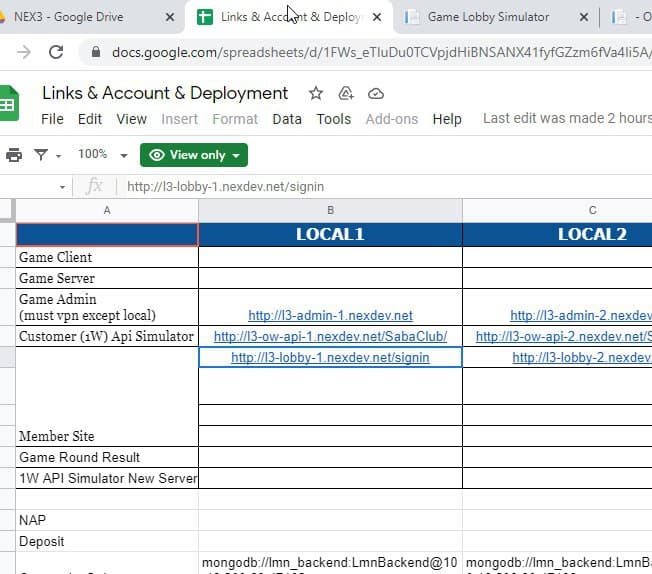 NEX3 - Google Drive
Links & Account & Deploy
Game Lobby Simulator
docs.google.com/spreadsheets/d/1FWs_eTluDu0TCVpjdHiBNSANX41fyfGZzm6fVa4li5A/
Links & Account & Deployment
File Edit View Insert Format Data Tools Add-ons Help Last edit was made 2 hours
100% View only
fx http://l3-lobby-1.nexdev.net/signin
A B C
LOCAL1 LOCAL2
Game Client
Game Server
Game Admin
(must vpn except local) http://l3-admin-1.nexdev.net http://l3-admin-2.nexdev
Customer (1W) Api Simulator http://l3-ow-api-1.nexdev.net/SabaClub/ http://l3-ow-api-2.nexdev.net/S
http://l3-lobby-1.nexdev.net/signin http://l3-lobby-2.nexdev
Member Site
Game Round Result
1W API Simulator New Server
NAP
Deposit
mongodb://lmn_backend:LmnBackend@10 mongodb://lmn_backend:LmnB